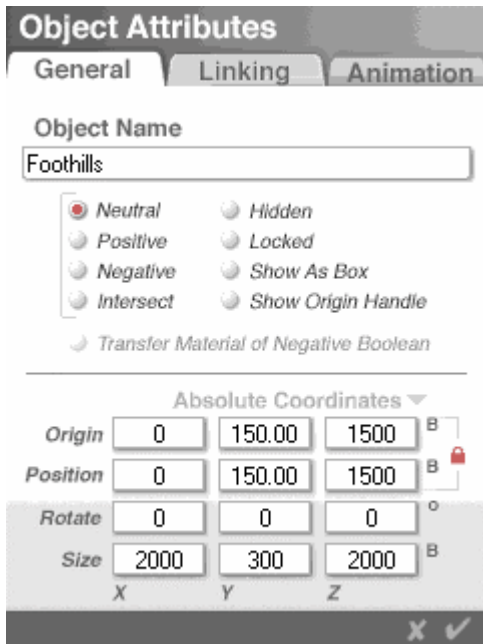 Object Attributes
General Linking Animation
Object Name
Foothills
Neutral Hidden
Positive Locked
Negative Show As Box
Intersect Show Origin Handle
Transfer Material of Negative Boolean
Absolute Coordinates
Origin 0 150.00 1500 B
Position 0 150.00 1500 B
Rotate 0 0 0 °
Size 2000 300 2000 B
X Y Z